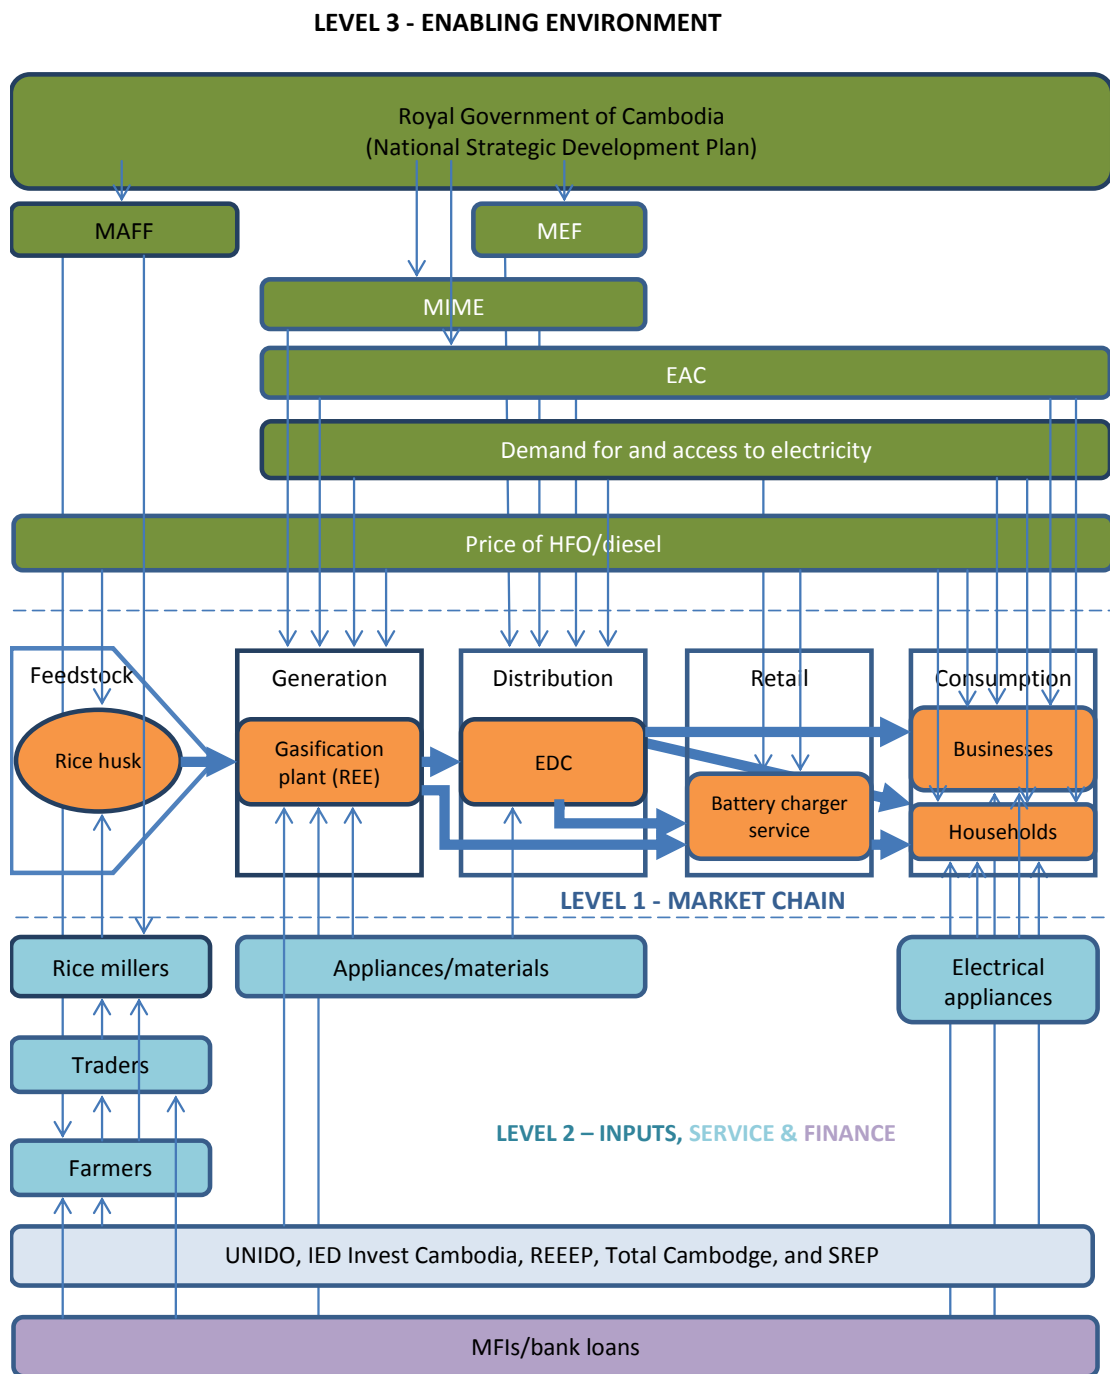 LEVEL 3 - ENABLING ENVIRONMENT
Royal Government of Cambodia
(National Strategic Development Plan)
MAFF
MEF
MIME
EAC
Demand for and access to electricity
Price of HFO/diesel
Feedstock
Generation
Distribution
Retail
Consumption
Rice husk
Gasification
plant (REE)
EDC
Battery charger
service
Businesses
Households
LEVEL 1 - MARKET CHAIN
Rice millers
Appliances/materials
Electrical
appliances
Traders
LEVEL 2 – INPUTS, SERVICE & FINANCE
Farmers
UNIDO, IED Invest Cambodia, REEEP, Total Cambodge, and SREP
MFIs/bank loans